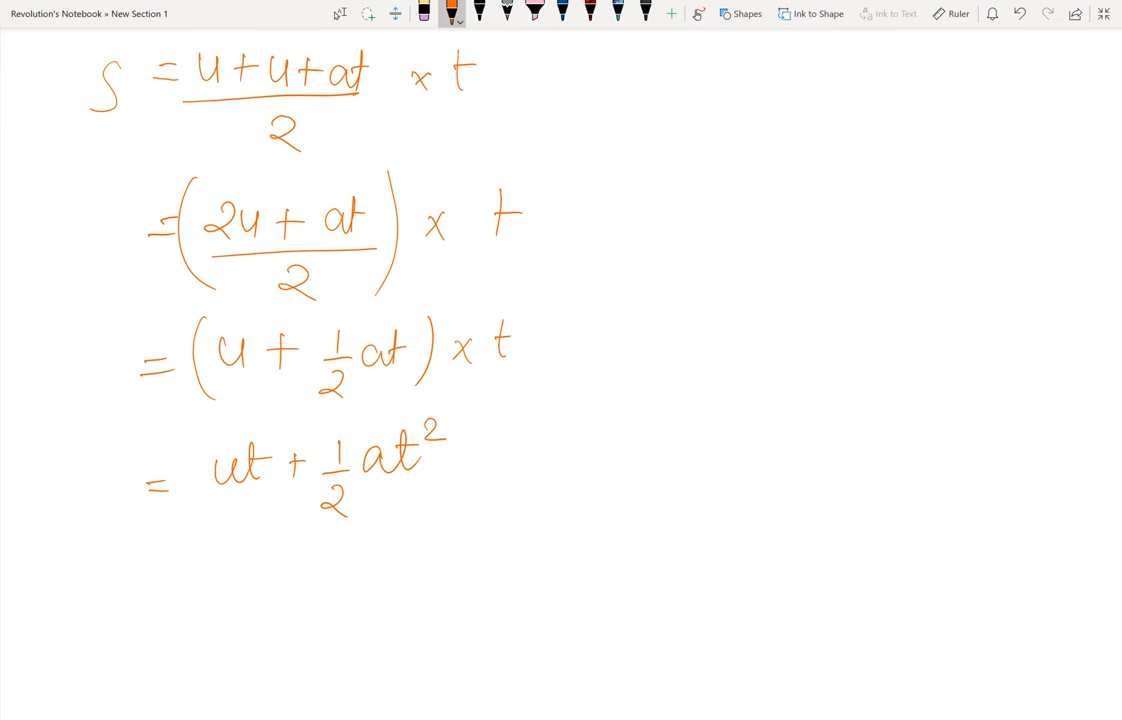 Revolution's Notebook » New Section 1
Shapes Ink to Shape Ink to Text Ruler
S = u + u + at / 2 × t
= (2u + at / 2) × t
= (u + 1/2 at) × t
= ut + 1/2 at²